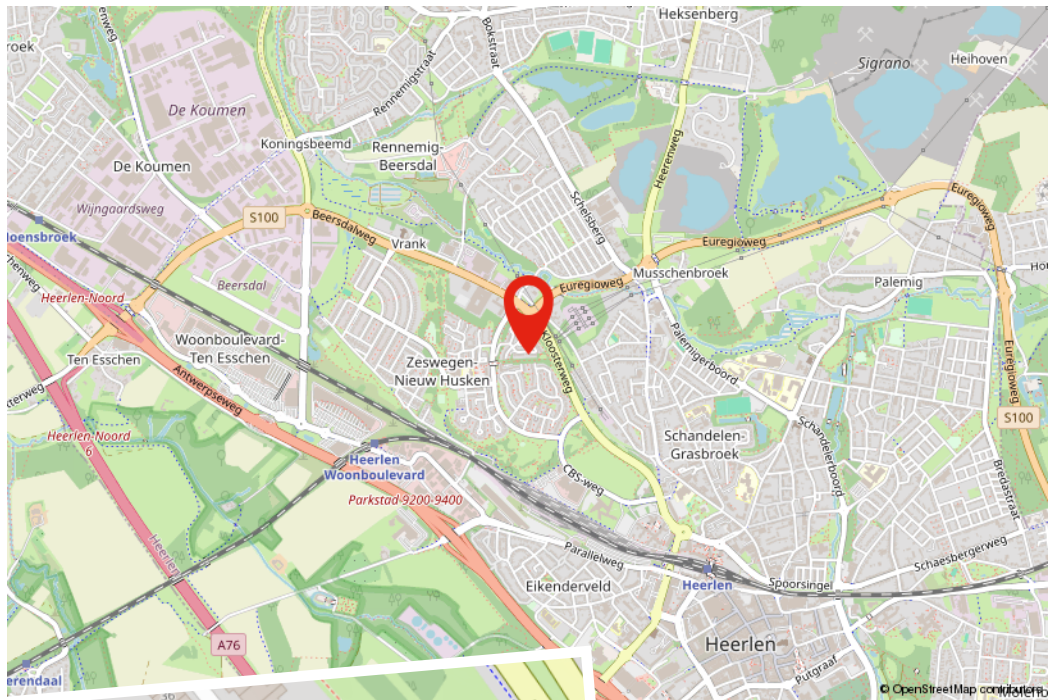 Heksenberg
Bokstraat
Sigrano
Heihoven
De Koumen
Rennemigstraat
Koningsbeemd
Rennemig-
Beersdal
Heerenweg
De Koumen
Wijngaardsweg
S100
Beersdalweg
Schelsberg
Euregioweg
Vrank
Euregioweg
Musschenbroek
Palemig
Beersdal
Euregioweg
Heerlen-Noord
Woonboulevard-
Ten Esschen
Ten Esschen
Kloosterweg
Palemigerboord
Zeswegen-
Nieuw Husken
Euregioweg
Antwerpseweg
S100
Heerlen-Noord
6
Schandelen-
Grasbroek
Schandelerboord
Heerlen
Woonboulevard
CBS-weg
Bredastraat
Parkstad-9200-9400
Heerlen
Parallelweg
Schaesbergerweg
Eikenderveld
Heerlen
Spoorsingel
A76
Heerlen
Putgraaf
© OpenStreetMap contributors